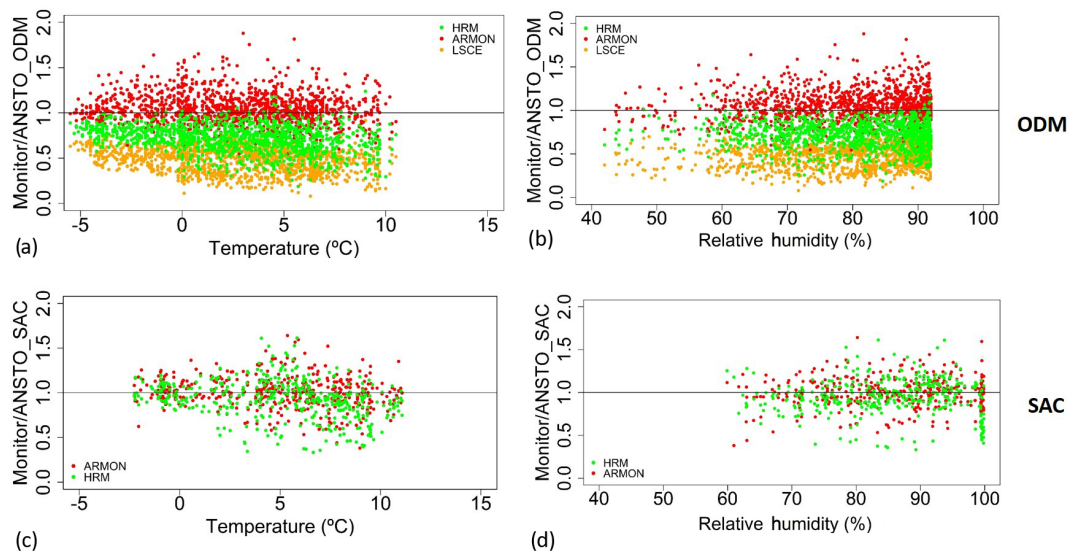 Monitor/ANSTO_ODM
2.0
1.5
1.0
0.5
0.0
HRM
ARMON
LSCE
-5
0
5
10
15
Temperature (ºC)
(a)
Monitor/ANSTO_ODM
2.0
1.5
1.0
0.5
0.0
HRM
ARMON
LSCE
40
50
60
70
80
90
100
Relative humidity (%)
(b)
ODM
Monitor/ANSTO_SAC
2.0
1.5
1.0
0.5
0.0
ARMON
HRM
-5
0
5
10
15
Temperature (ºC)
(c)
Monitor/ANSTO_SAC
2.0
1.5
1.0
0.5
0.0
HRM
ARMON
40
50
60
70
80
90
100
Relative humidity (%)
(d)
SAC